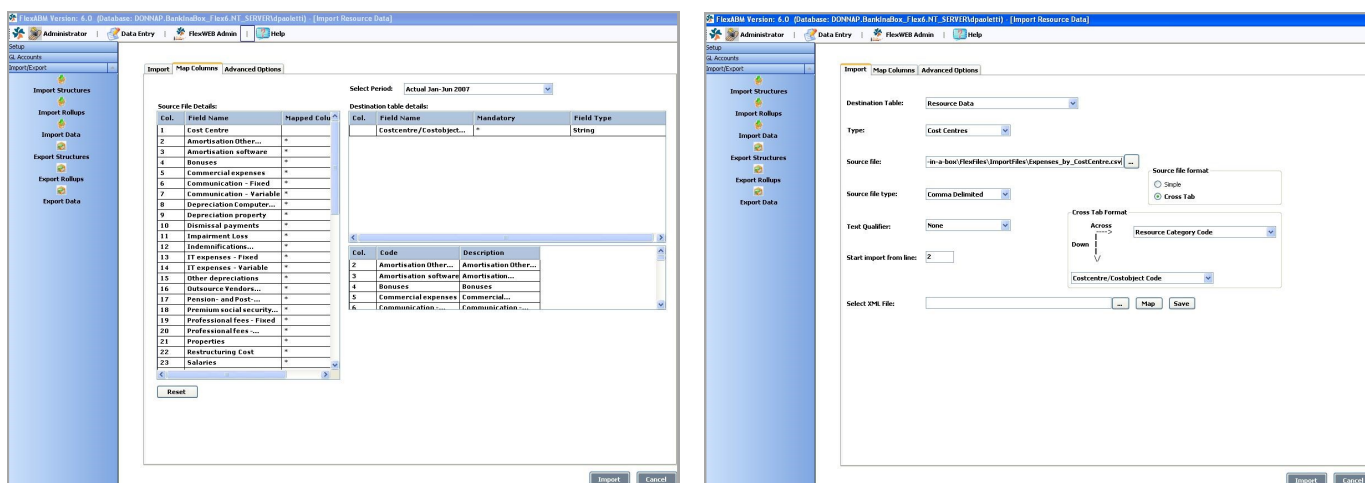 FlexABM Version: 6.0 (Database: DONNAP.BankInaBox_Flex6.NT_SERVER\dpaoletti) - [Import Resource Data]
Administrator | Data Entry | FlexWEB Admin | Help
Setup
GL Accounts
Import/Export
Import Structures
Import Rollups
Import Data
Export Structures
Export Rollups
Export Data
Import Map Columns Advanced Options
Select Period: Actual Jan-Jun 2007
Source File Details:
Col. Field Name Mapped Colu
1 Cost Centre
2 Amortisation Other... *
3 Amortisation software *
4 Bonuses *
5 Commercial expenses *
6 Communication - Fixed *
7 Communication - Variable *
8 Depreciation Computer... *
9 Depreciation property *
10 Dismissal payments *
11 Impairment Loss *
12 Indemnifications... *
13 IT expenses - Fixed *
14 IT expenses - Variable *
15 Other depreciations *
16 Outsource Vendors... *
17 Pension- and Post-... *
18 Premium social security... *
19 Professional fees - Fixed *
20 Professional fees -... *
21 Properties *
22 Restructuring Cost *
23 Salaries *
Reset
Destination table details:
Col. Field Name Mandatory Field Type
Costcentre/Costobject... * String
Col. Code Description
2 Amortisation Other... Amortisation Other...
3 Amortisation software Amortisation...
4 Bonuses Bonuses
5 Commercial expenses Commercial...
6 Communication -... Communication -...
Import Cancel
FlexABM Version: 6.0 (Database: DONNAP.BankInaBox_Flex6.NT_SERVER\dpaoletti) - [Import Resource Data]
Administrator | Data Entry | FlexWEB Admin | Help
Setup
GL Accounts
Import/Export
Import Structures
Import Rollups
Import Data
Export Structures
Export Rollups
Export Data
Import Map Columns Advanced Options
Destination Table: Resource Data
Type: Cost Centres
Source file: -in-a-box\FlexFiles\ImportFiles\Expenses_by_CostCentre.csv ...
Source file format
Simple
Cross Tab
Source file type: Comma Delimited
Text Qualifier: None
Start import from line: 2
Cross Tab Format
Across
---->
Resource Category Code
Down
Costcentre/Costobject Code
Select XML File: ... Map Save
Import Cancel